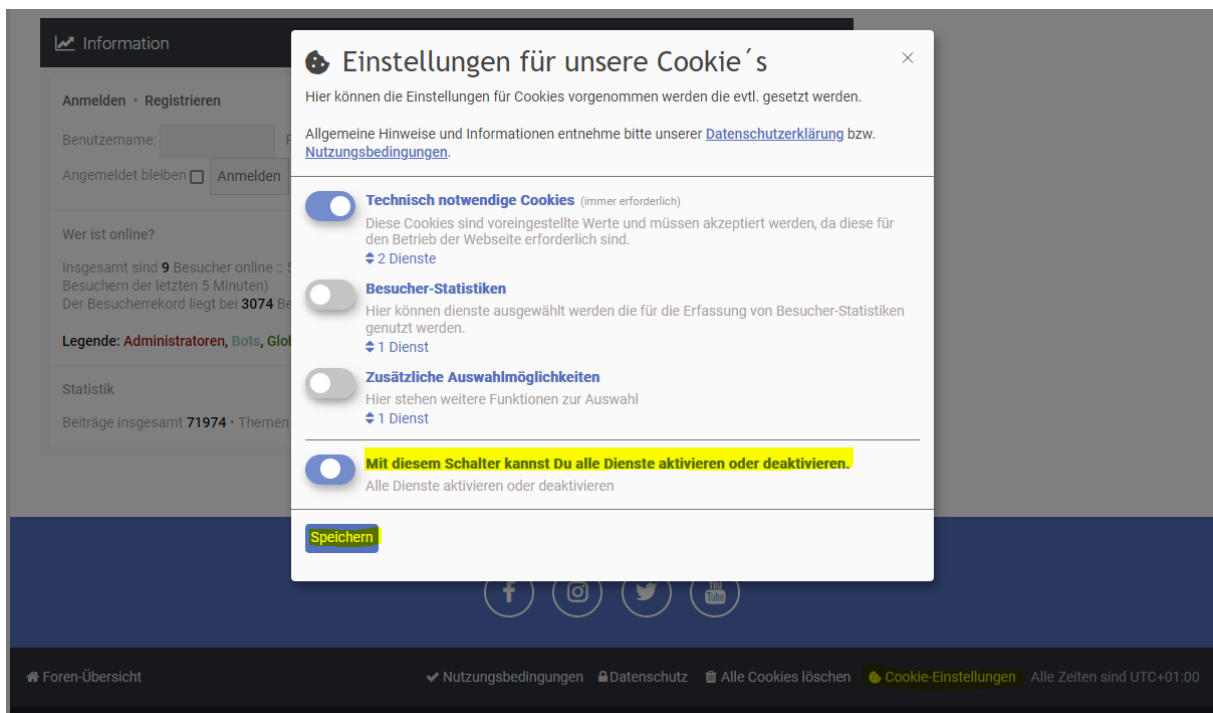 Information
Anmelden · Registrieren
Benutzername:
Angemeldet bleiben Anmelden
Wer ist online?
Insgesamt sind 9 Besucher online ::
Besuchern der letzten 5 Minuten)
Der Besucherrekord liegt bei 3074
Legende: Administratoren, Bots,
Statistik
Beiträge insgesamt 71974 · Themen
Einstellungen für unsere Cookie´s ×
Hier können die Einstellungen für Cookies vorgenommen werden die evtl. gesetzt werden.
Allgemeine Hinweise und Informationen entnehme bitte unserer Datenschutzerklärung bzw.
Nutzungsbedingungen.
Technisch notwendige Cookies (immer erforderlich)
Diese Cookies sind voreingestellte Werte und müssen akzeptiert werden, da diese für
den Betrieb der Webseite erforderlich sind.
2 Dienste
Besucher-Statistiken
Hier können dienste ausgewählt werden die für die Erfassung von Besucher-Statistiken
genutzt werden.
1 Dienst
Zusätzliche Auswahlmöglichkeiten
Hier stehen weitere Funktionen zur Auswahl
1 Dienst
Mit diesem Schalter kannst Du alle Dienste aktivieren oder deaktivieren.
Alle Dienste aktivieren oder deaktivieren
Speichern
You
Tube
Foren-Übersicht Nutzungsbedingungen Datenschutz Alle Cookies löschen Cookie-Einstellungen Alle Zeiten sind UTC+01:00